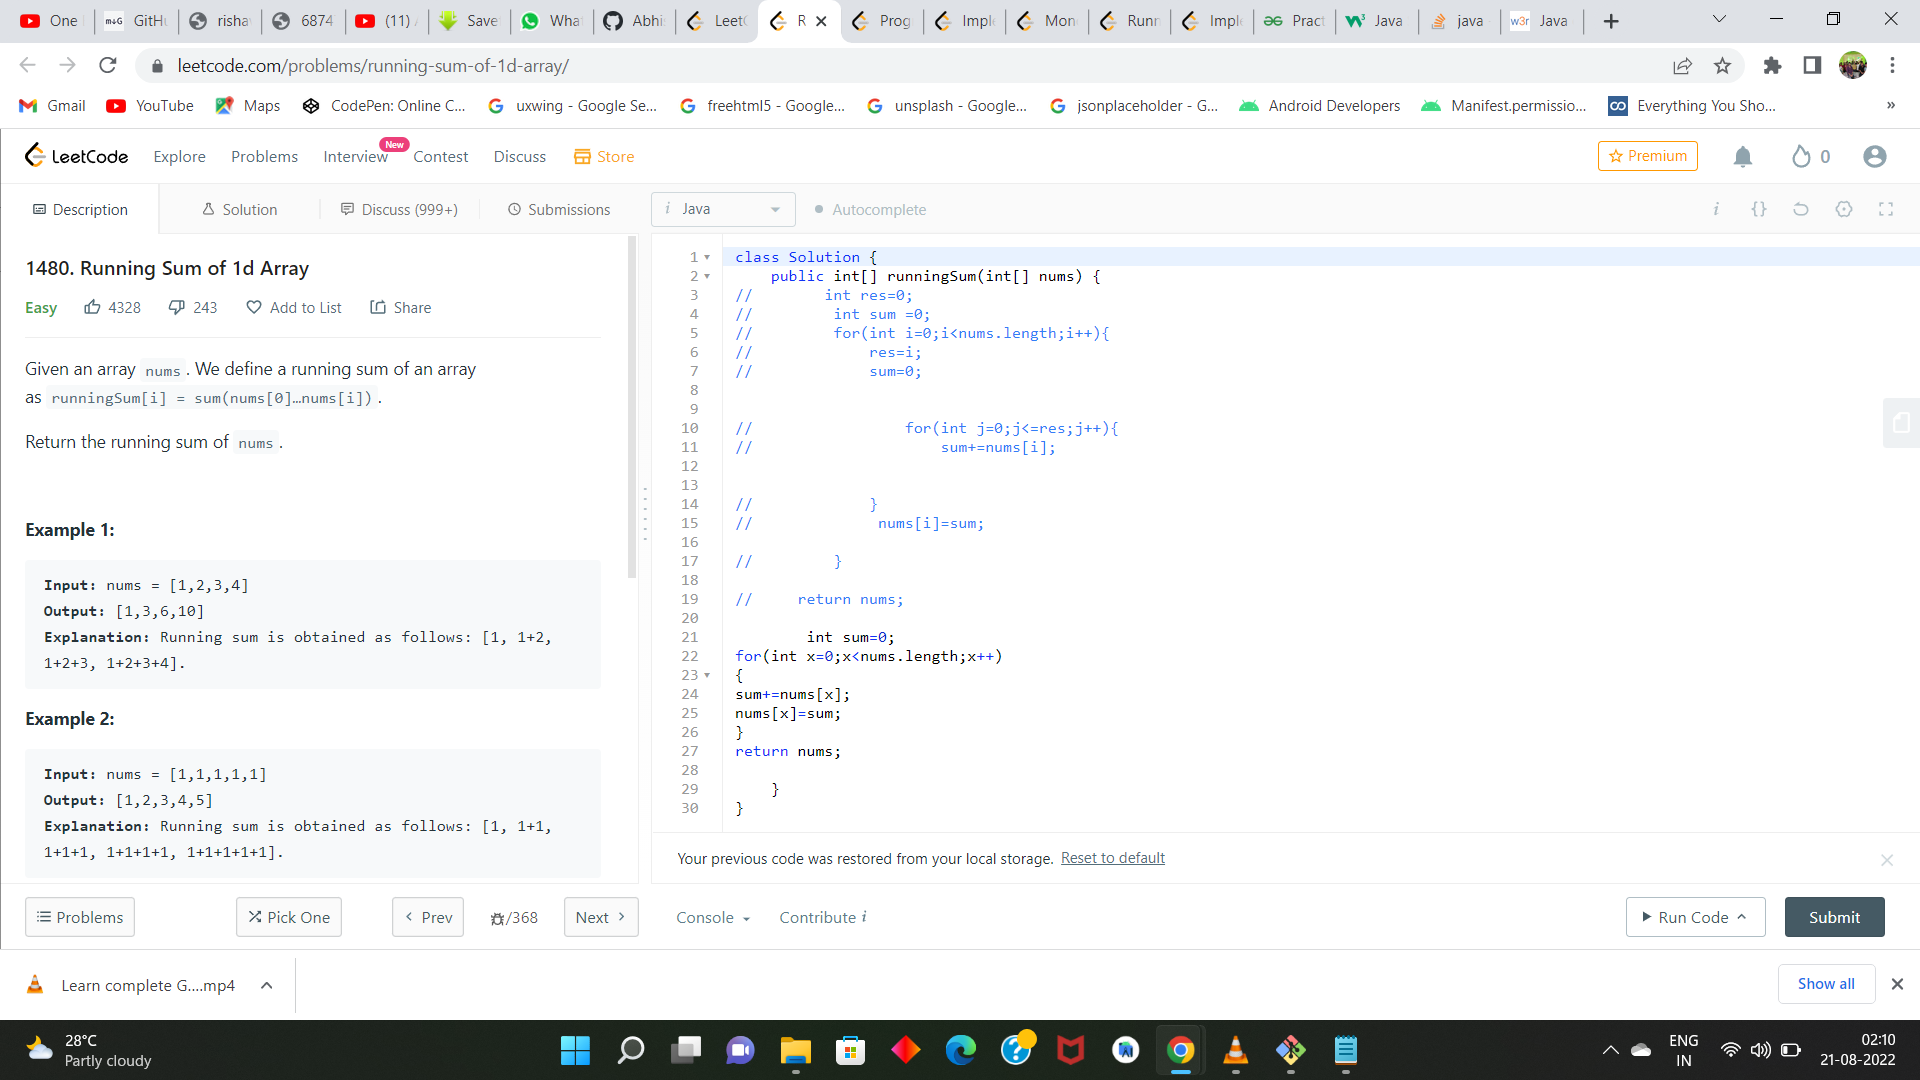 One
GitHu
risha
6874
(11)
Save
Wha
Abhi
Leet
R
Prog
Impl
Mon
Runn
Impl
Pract
Java
java
Java
leetcode.com/problems/running-sum-of-1d-array/
Gmail YouTube Maps CodePen: Online C... uxwing - Google Se... freehtml5 - Google... unsplash - Google... jsonplaceholder - G... Android Developers Manifest.permissio... Everything You Sho... »
LeetCode Explore Problems Interview New Contest Discuss Store Premium 0
Description Solution Discuss (999+) Submissions i Java Autocomplete i {}
1480. Running Sum of 1d Array
Easy 4328 243 Add to List Share
Given an array nums . We define a running sum of an array
as runningSum[i] = sum(nums[0]…nums[i]) .
Return the running sum of nums .
Example 1:
Input: nums = [1,2,3,4]
Output: [1,3,6,10]
Explanation: Running sum is obtained as follows: [1, 1+2,
1+2+3, 1+2+3+4].
Example 2:
Input: nums = [1,1,1,1,1]
Output: [1,2,3,4,5]
Explanation: Running sum is obtained as follows: [1, 1+1,
1+1+1, 1+1+1+1, 1+1+1+1+1].
1 class Solution {
2 public int[] runningSum(int[] nums) {
3 // int res=0;
4 // int sum =0;
5 // for(int i=0;i<nums.length;i++){
6 // res=i;
7 // sum=0;
8
9
10 // for(int j=0;j<=res;j++){
11 // sum+=nums[i];
12
13
14 // }
15 // nums[i]=sum;
16
17 // }
18
19 // return nums;
20
21 int sum=0;
22 for(int x=0;x<nums.length;x++)
23 {
24 sum+=nums[x];
25 nums[x]=sum;
26 }
27 return nums;
28
29 }
30 }
Your previous code was restored from your local storage. Reset to default
Problems Pick One Prev /368 Next Console Contribute i Run Code Submit
Learn complete G....mp4 Show all
28°C
Partly cloudy
ENG
IN
02:10
21-08-2022